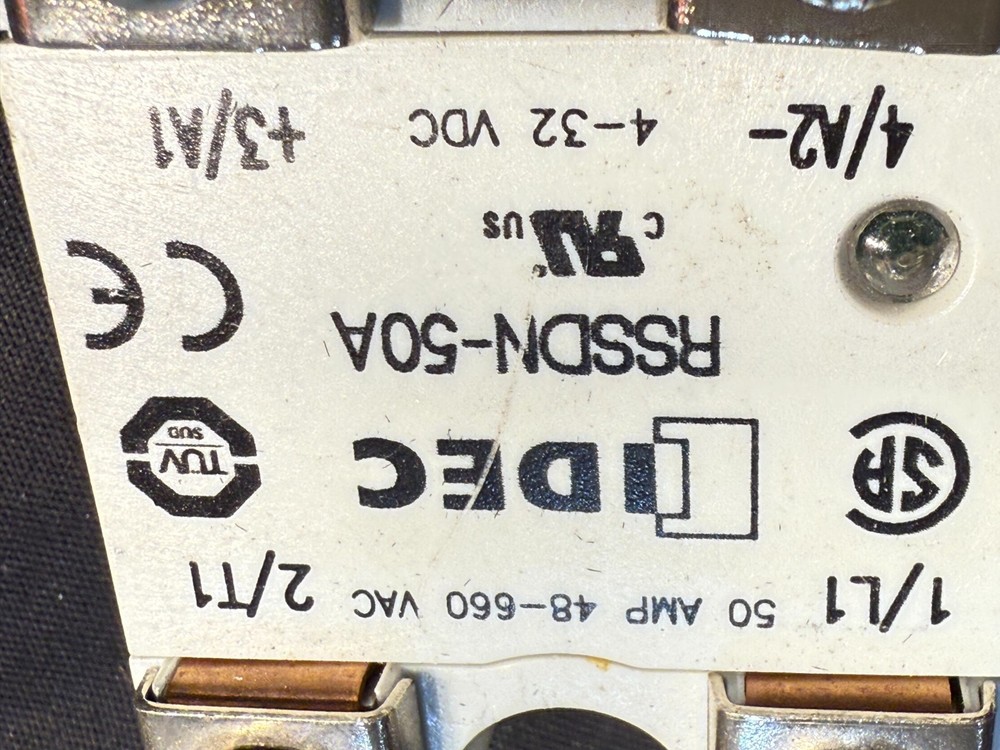 1/L1 50 AMP 48-660 VAC 2/T1
SA
IDEC
TÜV
SÜD
RSSDN-50A
CE
c RU US
4/A2- 4-32 VDC +3/A1